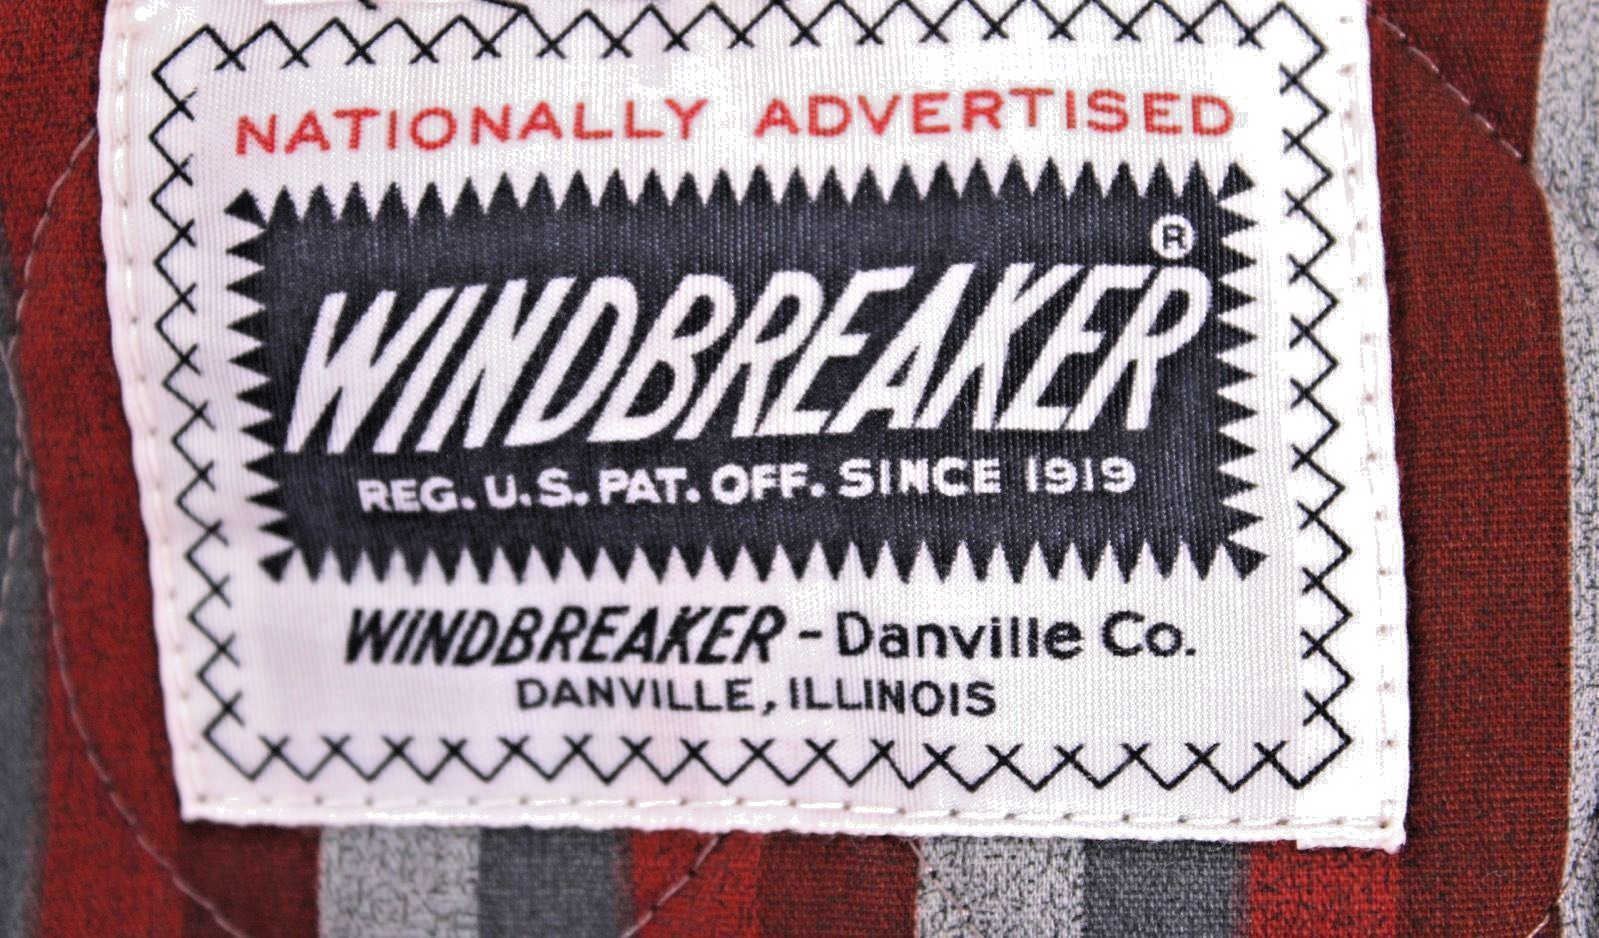 NATIONALLY ADVERTISED
WINDBREAKER ®
REG. U.S. PAT. OFF. SINCE 1919
WINDBREAKER - Danville Co.
DANVILLE, ILLINOIS